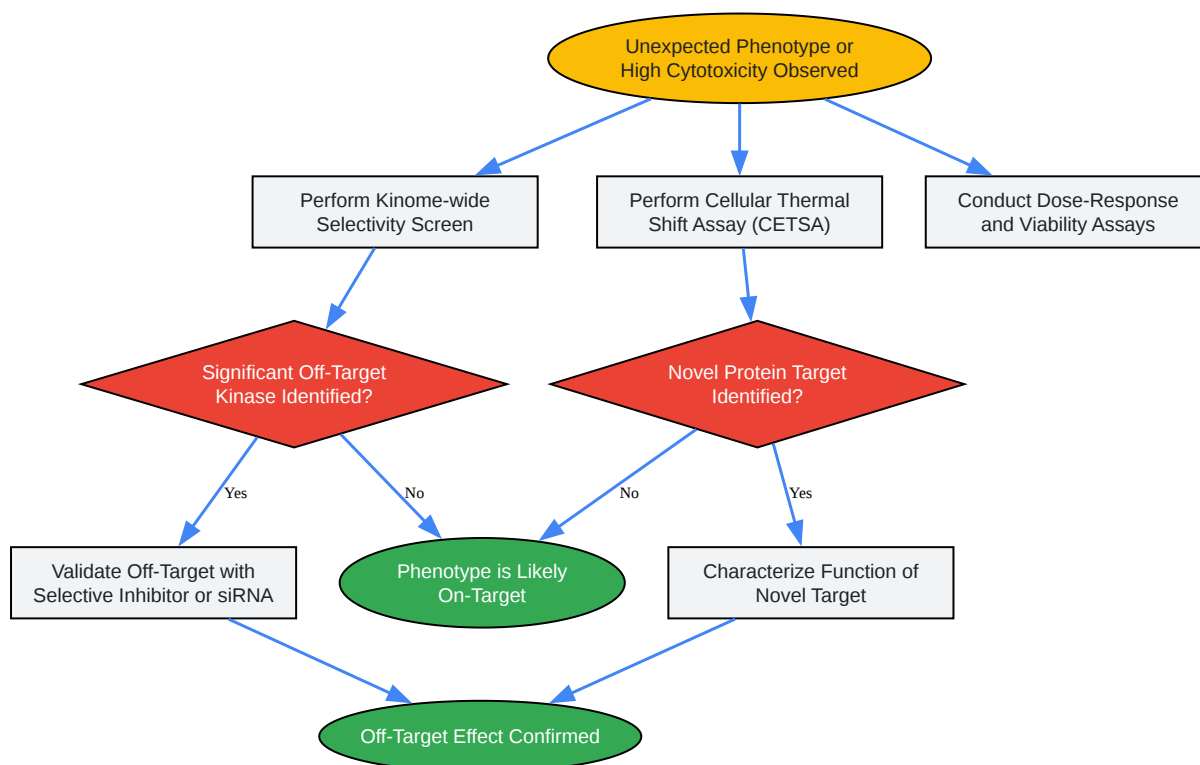 Unexpected Phenotype or
High Cytotoxicity Observed
Perform Kinome-wide
Selectivity Screen
Perform Cellular Thermal
Shift Assay (CETSA)
Conduct Dose-Response
and Viability Assays
Significant Off-Target
Kinase Identified?
Novel Protein Target
Identified?
Yes
No
No
Yes
Validate Off-Target with
Selective Inhibitor or siRNA
Phenotype is Likely
On-Target
Characterize Function of
Novel Target
Off-Target Effect Confirmed